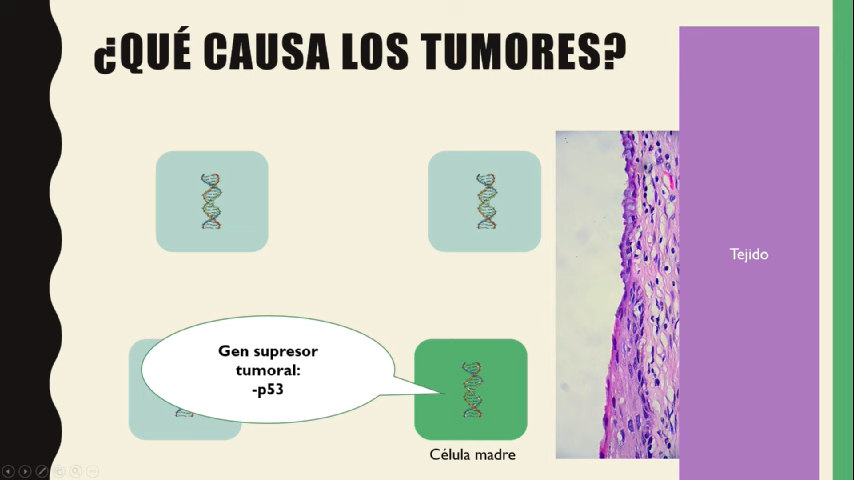 ¿QUÉ CAUSA LOS TUMORES?
Tejido
Gen supresor
tumoral:
-p53
Célula madre